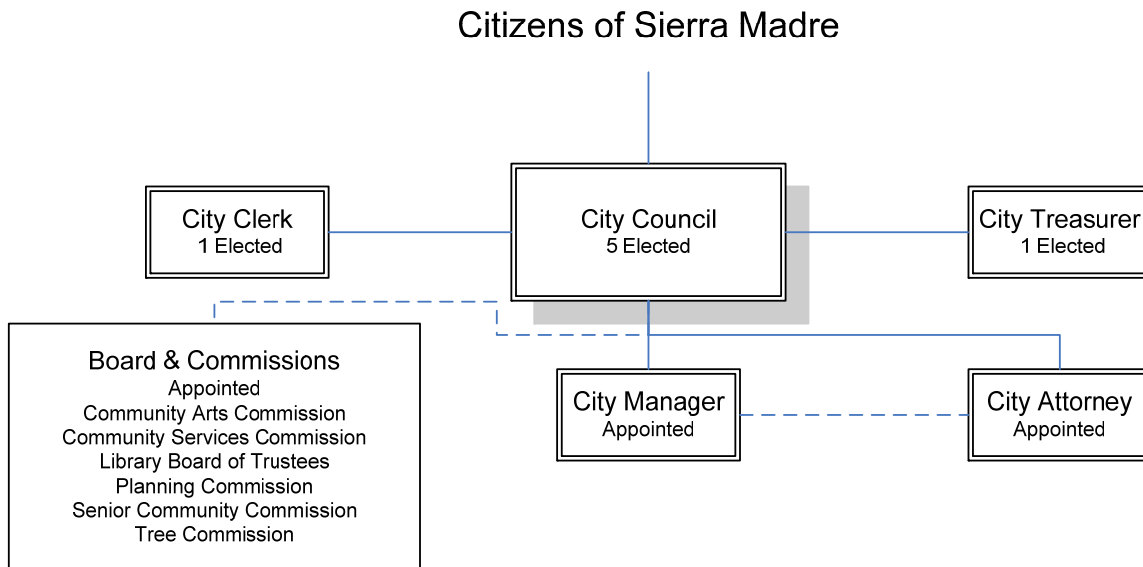 Citizens of Sierra Madre
City Clerk
1 Elected
City Council
5 Elected
City Treasurer
1 Elected
Board & Commissions
Appointed
Community Arts Commission
Community Services Commission
Library Board of Trustees
Planning Commission
Senior Community Commission
Tree Commission
City Manager
Appointed
City Attorney
Appointed